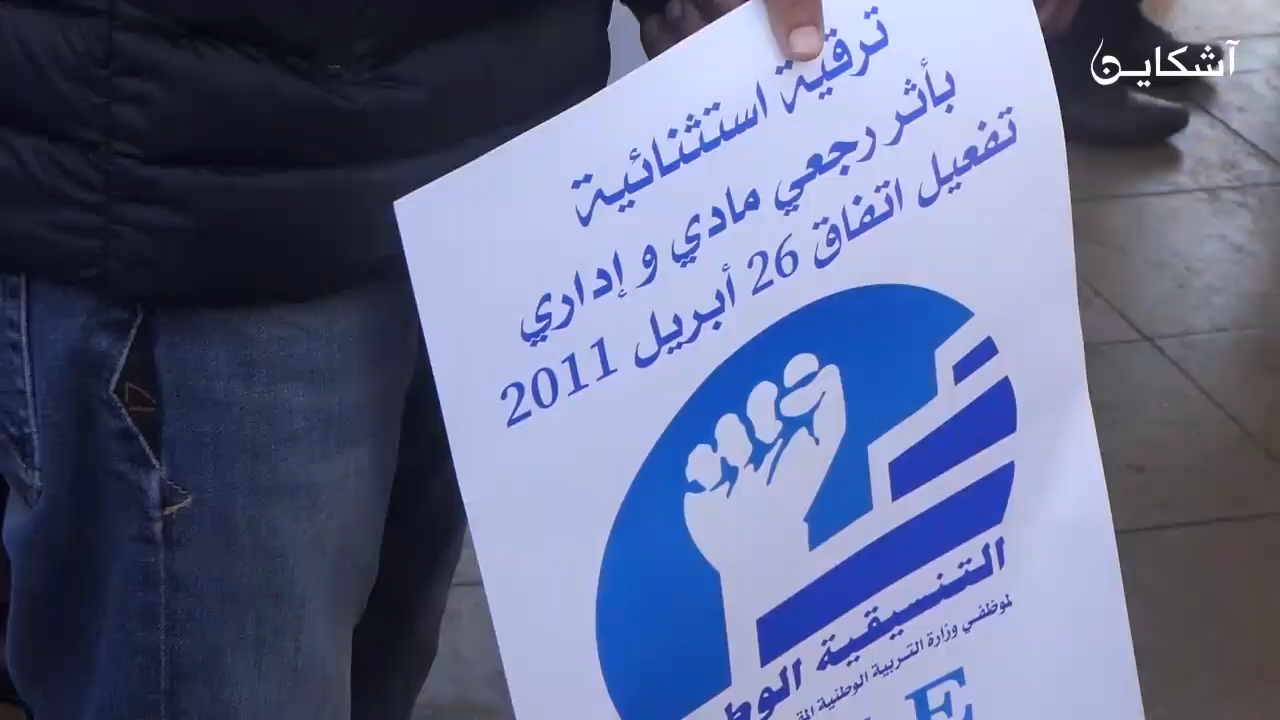 آشكاين
ترقية استثنائية
بأثر رجعي مادي و إداري
تفعيل اتفاق 26 أبريل 2011
التنسيقية
لموظفي وزارة التربية الوطنية
E